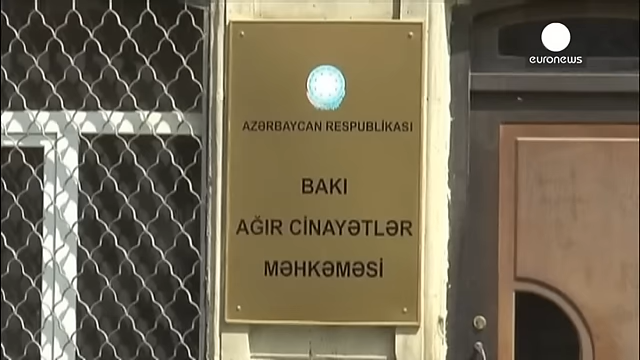 euronews
AZƏRBAYCAN RESPUBLİKASI
BAKI
AĞIR CİNAYƏTLƏR
MƏHKƏMƏSİ